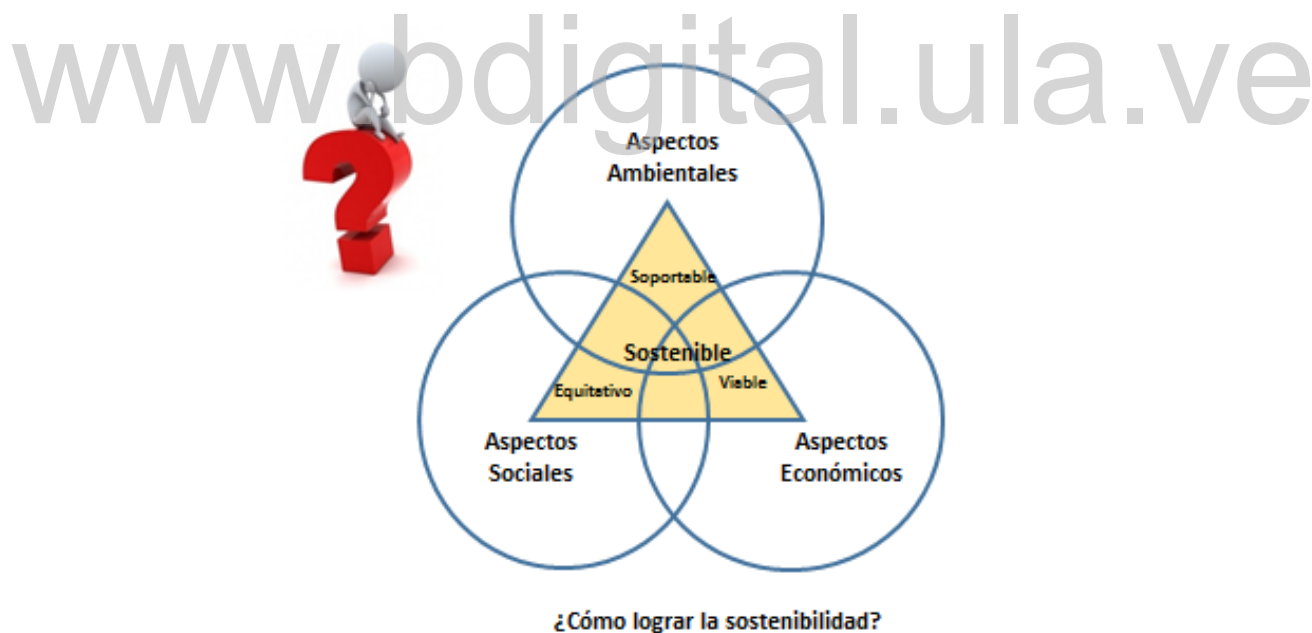 www.bdigital.ula.ve
Aspectos
Ambientales
Soportable
Sostenible
Equitativo
Viable
Aspectos
Sociales
Aspectos
Económicos
¿Cómo lograr la sostenibilidad?